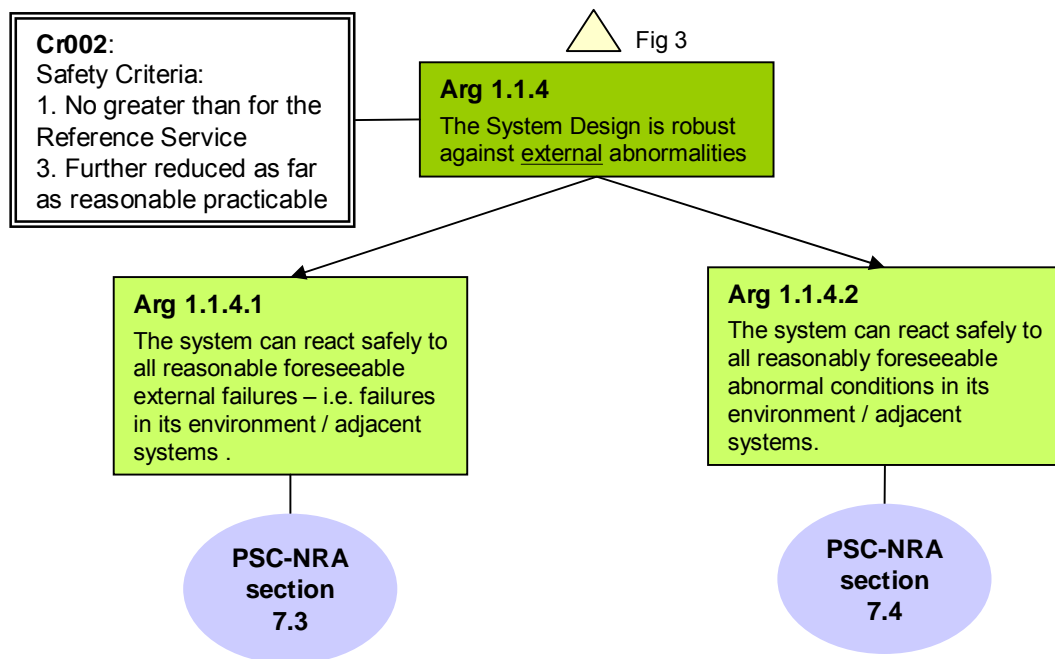 Cr002:
Safety Criteria:
1. No greater than for the
Reference Service
3. Further reduced as far
as reasonable practicable
Fig 3
Arg 1.1.4
The System Design is robust
against external abnormalities
Arg 1.1.4.1
The system can react safely to
all reasonable foreseeable
external failures – i.e. failures
in its environment / adjacent
systems .
Arg 1.1.4.2
The system can react safely to
all reasonably foreseeable
abnormal conditions in its
environment / adjacent
systems.
PSC-NRA
section
7.3
PSC-NRA
section
7.4